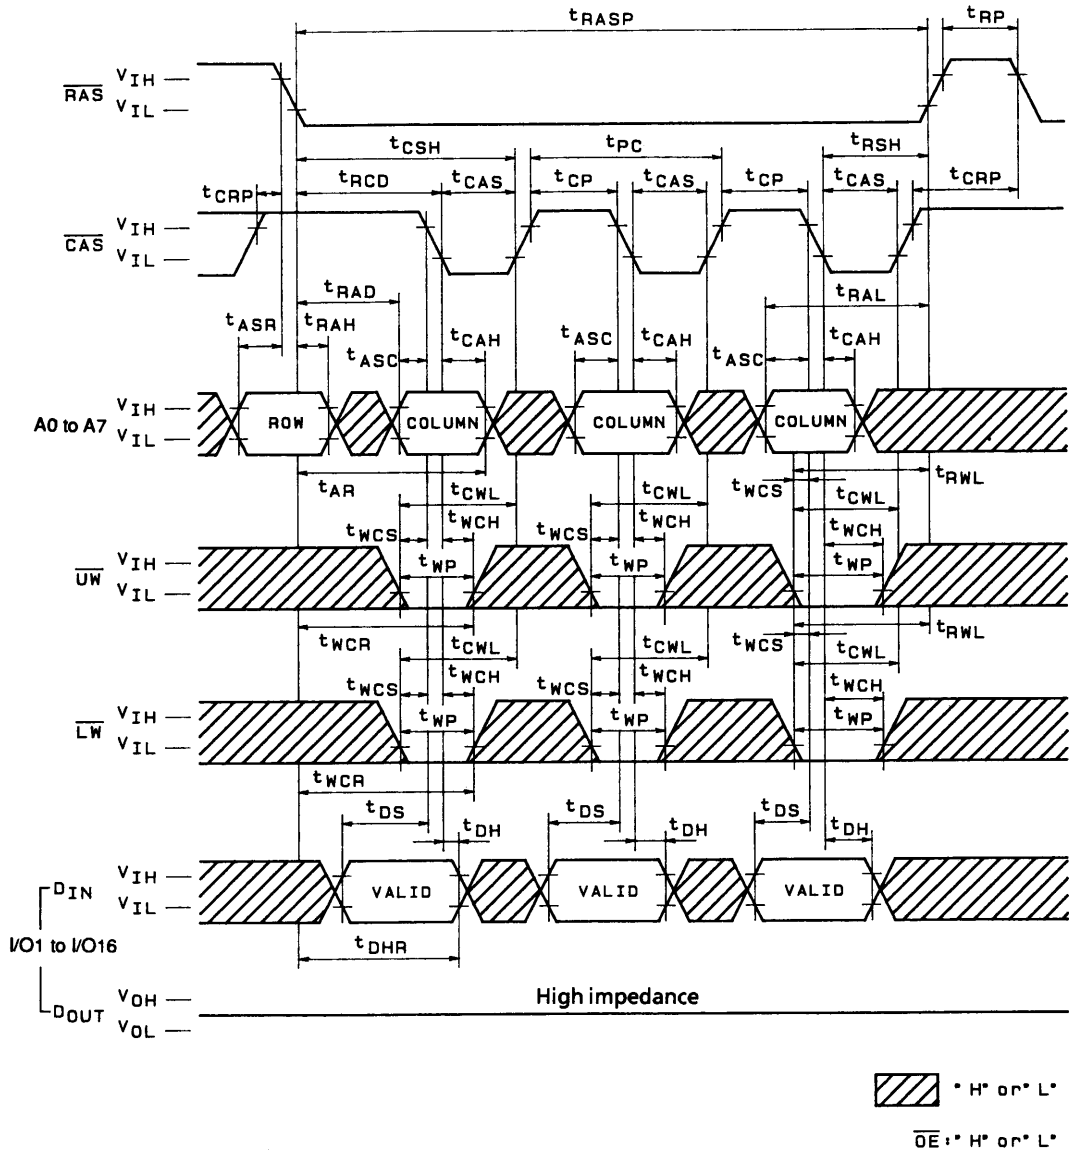 tRASP tRP
RAS VIH
VIL
tCSH tPC tRSH
tCRP tRCD tCAS tCP tCAS tCP tCAS tCRP
CAS VIH
VIL
tRAD tRAL
tASR tRAH tASC tCAH tASC tCAH tASC tCAH
A0 to A7 VIH
VIL
ROW COLUMN COLUMN COLUMN
tAR tCWL tCWL tWCS tRWL
tCWL
tWCS tWCH tWCS tWCH tWCH
UW VIH
VIL
tWP tWP tWP
tWCR tCWL tCWL tWCS tRWL
tCWL
tWCS tWCH tWCS tWCH tWCH
LW VIH
VIL
tWP tWP tWP
tWCR
tDS tDH tDS tDH tDS tDH
DIN VIH
VIL
VALID VALID VALID
I/O1 to I/O16
tDHR
DOUT VOH
VOL
High impedance
" H" or" L"
OE:" H" or" L"